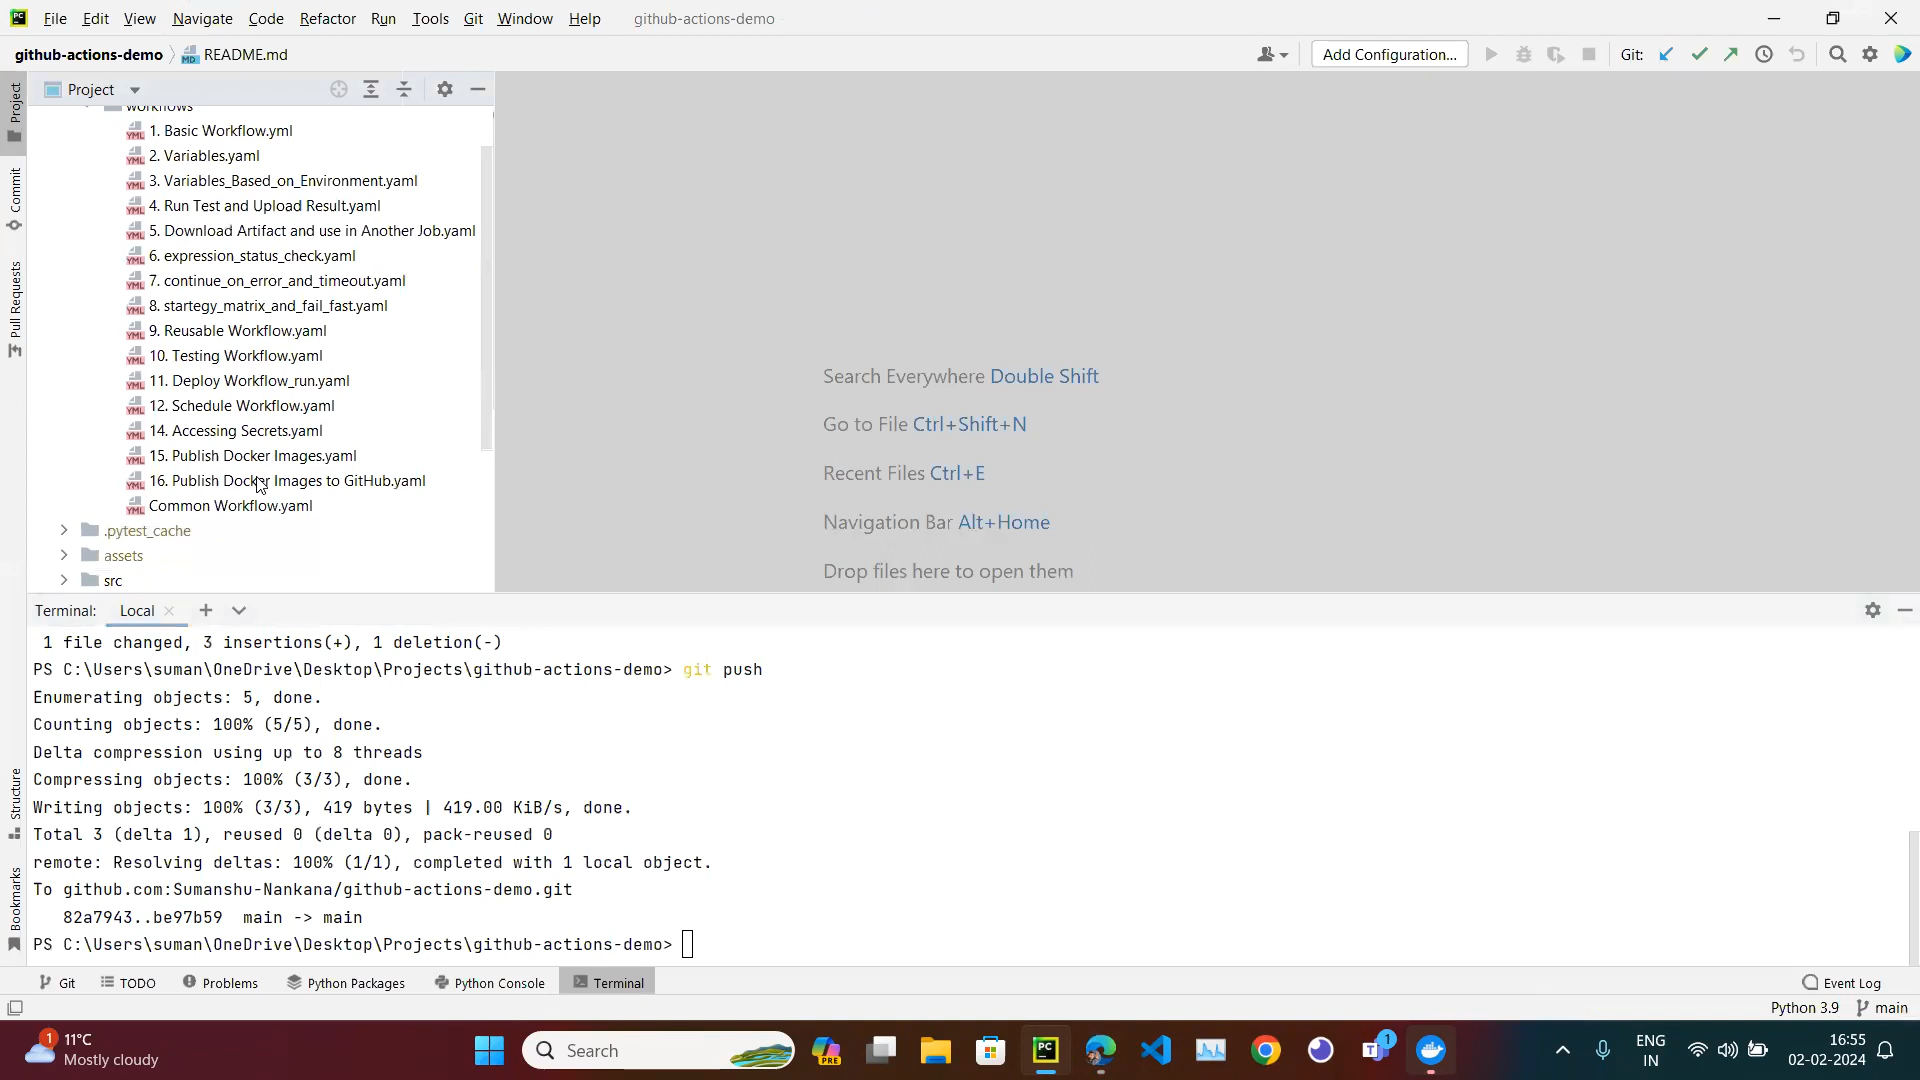 File Edit View Navigate Code Refactor Run Tools Git Window Help github-actions-demo
github-actions-demo README.md Add Configuration... Git:
Project
workflows
1. Basic Workflow.yml
2. Variables.yaml
3. Variables_Based_on_Environment.yaml
4. Run Test and Upload Result.yaml
5. Download Artifact and use in Another Job.yaml
6. expression_status_check.yaml
7. continue_on_error_and_timeout.yaml
8. startegy_matrix_and_fail_fast.yaml
9. Reusable Workflow.yaml
10. Testing Workflow.yaml
11. Deploy Workflow_run.yaml
12. Schedule Workflow.yaml
14. Accessing Secrets.yaml
15. Publish Docker Images.yaml
16. Publish Docker Images to GitHub.yaml
Common Workflow.yaml
.pytest_cache
assets
src
Project
Commit
Pull Requests
Structure
Bookmarks
Search Everywhere Double Shift
Go to File Ctrl+Shift+N
Recent Files Ctrl+E
Navigation Bar Alt+Home
Drop files here to open them
Terminal: Local
1 file changed, 3 insertions(+), 1 deletion(-)
PS C:\Users\suman\OneDrive\Desktop\Projects\github-actions-demo> git push
Enumerating objects: 5, done.
Counting objects: 100% (5/5), done.
Delta compression using up to 8 threads
Compressing objects: 100% (3/3), done.
Writing objects: 100% (3/3), 419 bytes | 419.00 KiB/s, done.
Total 3 (delta 1), reused 0 (delta 0), pack-reused 0
remote: Resolving deltas: 100% (1/1), completed with 1 local object.
To github.com:Sumanshu-Nankana/github-actions-demo.git
82a7943..be97b59 main -> main
PS C:\Users\suman\OneDrive\Desktop\Projects\github-actions-demo>
Git TODO Problems Python Packages Python Console Terminal Event Log
Python 3.9 main
1 11°C
Mostly cloudy
Search
PRE
PC
1
ENG
IN
16:55
02-02-2024